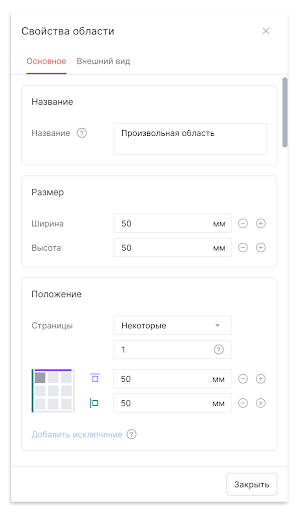 Свойства области
Основное Внешний вид
Название
Название ? Произвольная область
Размер
Ширина 50 мм
Высота 50 мм
Положение
Страницы Некоторые
1 ?
50 мм
50 мм
Добавить исключение ?
Закрыть